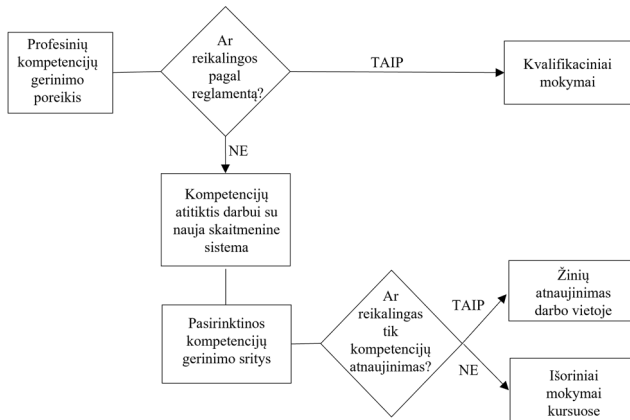 Profesinių
kompetencijų
gerinimo
poreikis
Ar
reikalingos
pagal
reglamentą?
TAIP
Kvalifikaciniai
mokymai
NE
Kompetencijų
atitiktis darbui su
nauja skaitmenine
sistema
Pasirinktinos
kompetencijų
gerinimo sritys
Ar
reikalingas
tik
kompetencijų
atnaujinimas?
TAIP
Žinių
atnaujinimas
darbo vietoje
NE
Išoriniai
mokymai
kursuose